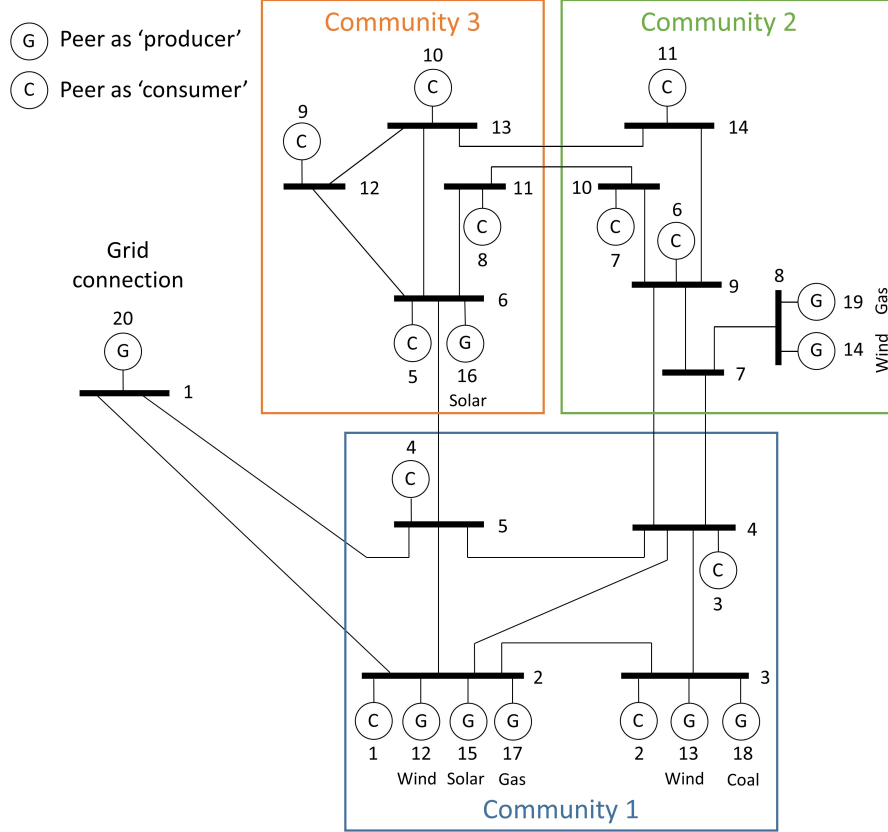 G Peer as ‘producer’
C Peer as ‘consumer’
Community 3
Community 2
10
C
13
9
C
12
11
C
8
6
C
5
G
16
Solar
11
C
14
10
C
7
6
C
9
8
G 19 Gas
G 14 Wind
7
Grid
connection
20
G
1
4
C
5
4
C
3
2
C G G G
1 12 15 17
Wind Solar Gas
3
C G G
2 13 18
Wind Coal
Community 1